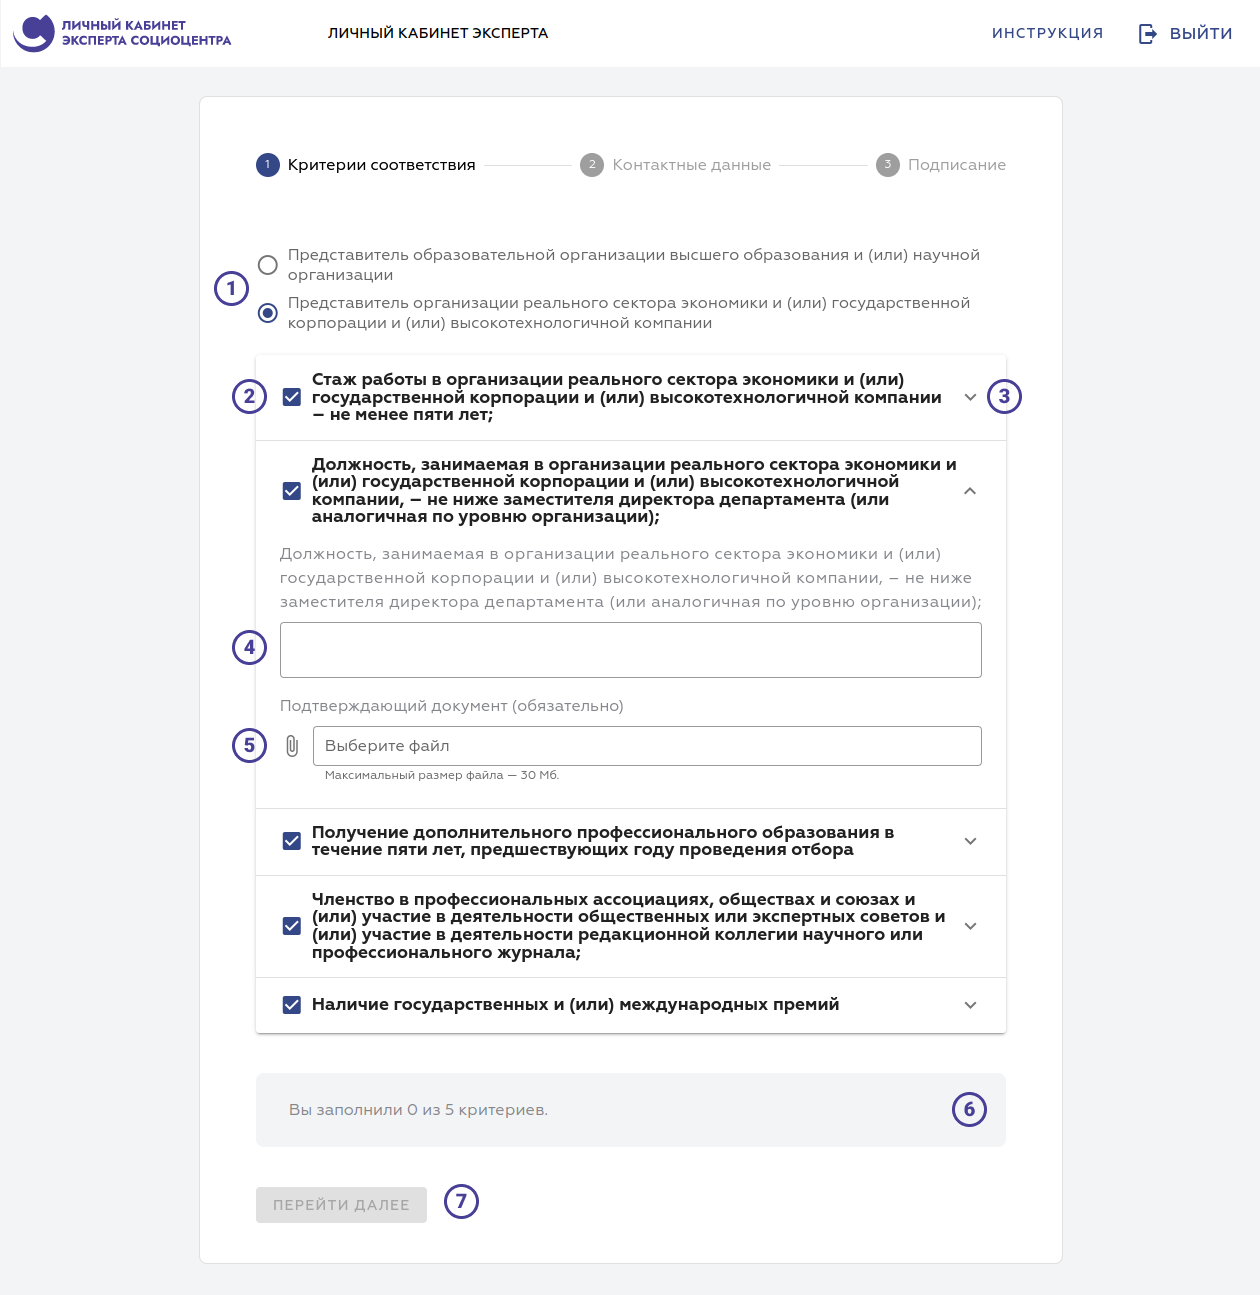 ЛИЧНЫЙ КАБИНЕТ
ЭКСПЕРТА СОЦИОЦЕНТРА
ЛИЧНЫЙ КАБИНЕТ ЭКСПЕРТА
ИНСТРУКЦИЯ
ВЫЙТИ
1 Критерии соответствия
2 Контактные данные
3 Подписание
Представитель образовательной организации высшего образования и (или) научной
организации
1
Представитель организации реального сектора экономики и (или) государственной
корпорации и (или) высокотехнологичной компании
2
Стаж работы в организации реального сектора экономики и (или)
государственной корпорации и (или) высокотехнологичной компании
– не менее пяти лет;
3
Должность, занимаемая в организации реального сектора экономики и
(или) государственной корпорации и (или) высокотехнологичной
компании, – не ниже заместителя директора департамента (или
аналогичная по уровню организации);
Должность, занимаемая в организации реального сектора экономики и (или)
государственной корпорации и (или) высокотехнологичной компании, – не ниже
заместителя директора департамента (или аналогичная по уровню организации);
4
Подтверждающий документ (обязательно)
5
Выберите файл
Максимальный размер файла — 30 Мб.
Получение дополнительного профессионального образования в
течение пяти лет, предшествующих году проведения отбора
Членство в профессиональных ассоциациях, обществах и союзах и
(или) участие в деятельности общественных или экспертных советов и
(или) участие в деятельности редакционной коллегии научного или
профессионального журнала;
Наличие государственных и (или) международных премий
Вы заполнили 0 из 5 критериев.
6
ПЕРЕЙТИ ДАЛЕЕ
7